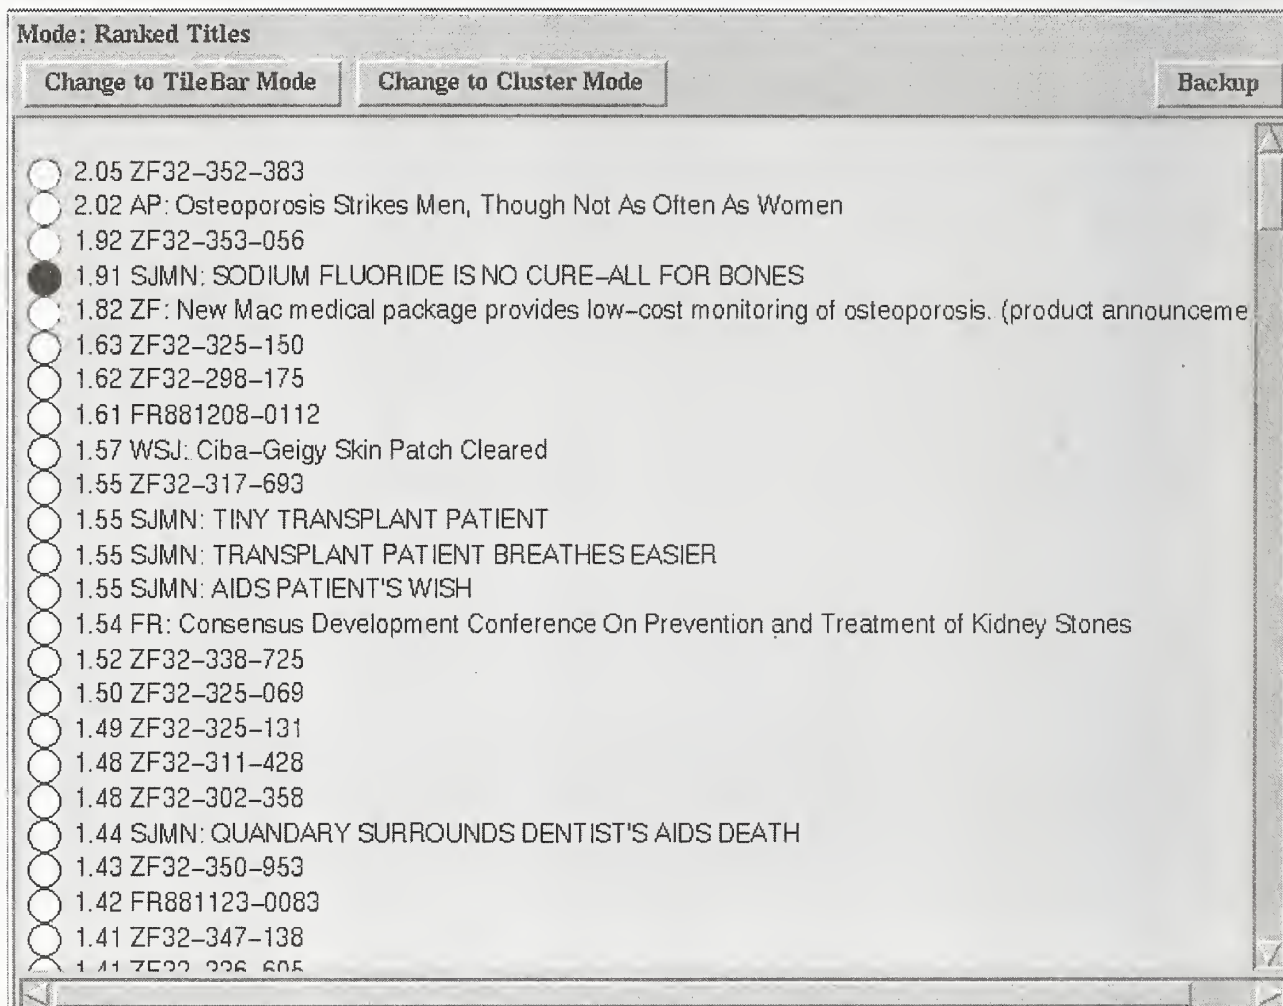 Mode: Ranked Titles
Change to TileBar Mode Change to Cluster Mode Backup
2.05 ZF32-352-383
2.02 AP: Osteoporosis Strikes Men, Though Not As Often As Women
1.92 ZF32-353-056
1.91 SJMN: SODIUM FLUORIDE IS NO CURE-ALL FOR BONES
1.82 ZF: New Mac medical package provides low-cost monitoring of osteoporosis. (product announceme
1.63 ZF32-325-150
1.62 ZF32-298-175
1.61 FR881208-0112
1.57 WSJ: Ciba-Geigy Skin Patch Cleared
1.55 ZF32-317-693
1.55 SJMN: TINY TRANSPLANT PATIENT
1.55 SJMN: TRANSPLANT PATIENT BREATHES EASIER
1.55 SJMN: AIDS PATIENT'S WISH
1.54 FR: Consensus Development Conference On Prevention and Treatment of Kidney Stones
1.52 ZF32-338-725
1.50 ZF32-325-069
1.49 ZF32-325-131
1.48 ZF32-311-428
1.48 ZF32-302-358
1.44 SJMN: QUANDARY SURROUNDS DENTIST'S AIDS DEATH
1.43 ZF32-350-953
1.42 FR881123-0083
1.41 ZF32-347-138
1.41